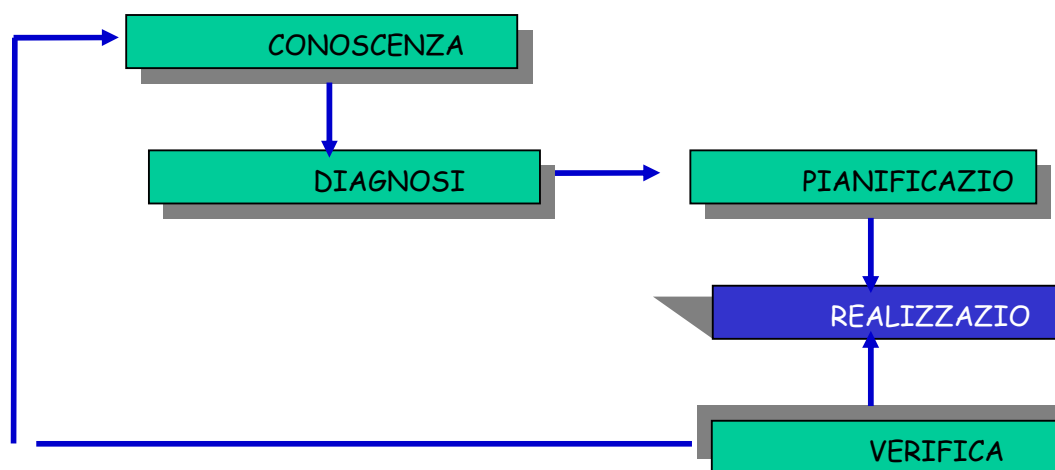 CONOSCENZA
DIAGNOSI
PIANIFICAZIO
REALIZZAZIO
VERIFICA